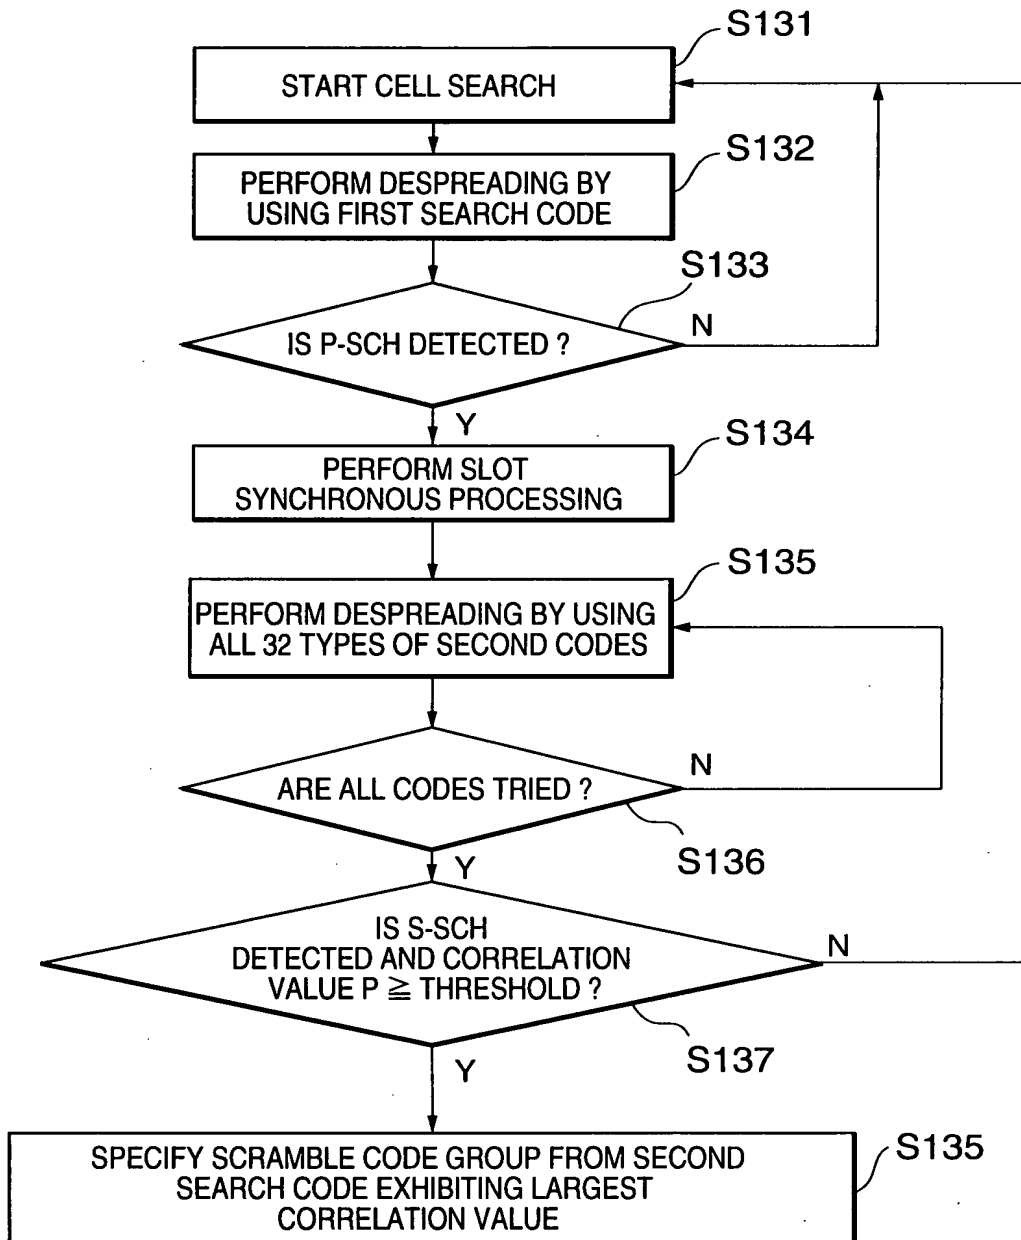 S131
START CELL SEARCH
S132
PERFORM DESPREADING BY
USING FIRST SEARCH CODE
S133
IS P-SCH DETECTED ?
N
Y
S134
PERFORM SLOT
SYNCHRONOUS PROCESSING
S135
PERFORM DESPREADING BY USING
ALL 32 TYPES OF SECOND CODES
ARE ALL CODES TRIED ?
N
S136
Y
IS S-SCH
DETECTED AND CORRELATION
VALUE P ≧ THRESHOLD ?
N
S137
Y
S135
SPECIFY SCRAMBLE CODE GROUP FROM SECOND
SEARCH CODE EXHIBITING LARGEST
CORRELATION VALUE